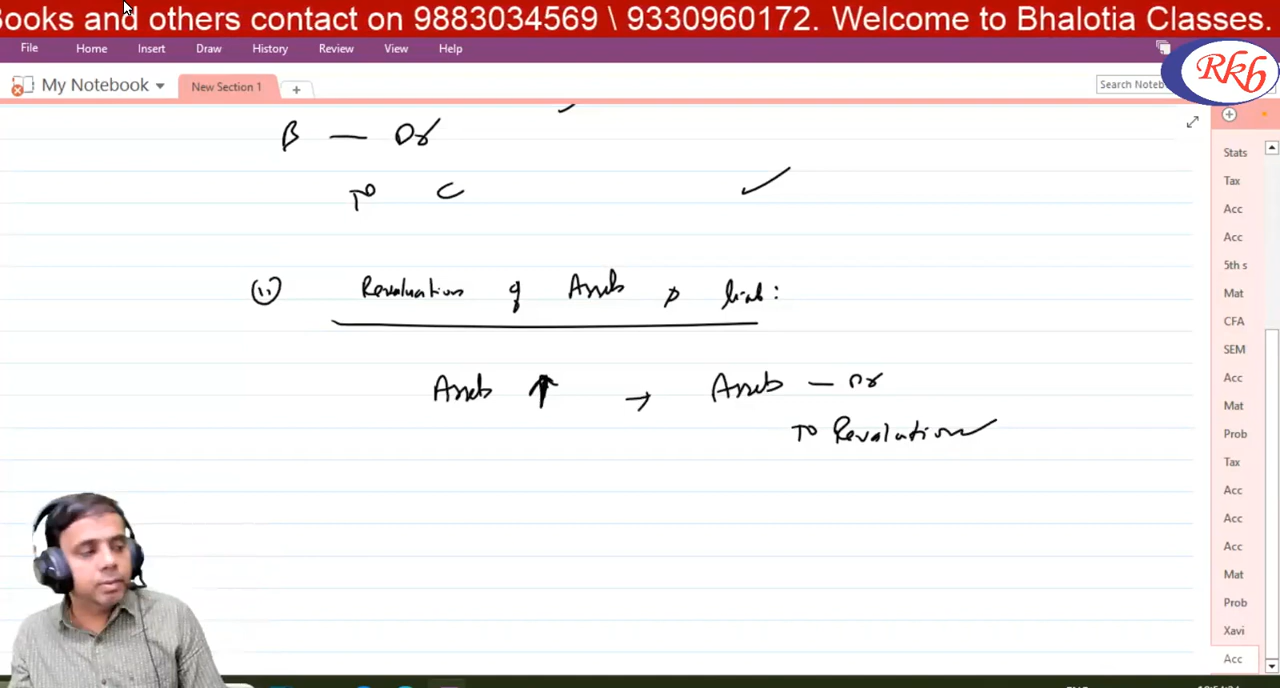 Books and others contact on 9883034569 \ 9330960172. Welcome to Bhalotia Classes.
File Home Insert Draw History Review View Help
Rkb
My Notebook New Section 1 + Search Noteb
Stats
Tax
Acc
Acc
5th s
Mat
CFA
SEM
Acc
Mat
Prob
Tax
Acc
Acc
Acc
Mat
Prob
Xavi
Acc
B — Dr
To C
(ii) Revaluation of Assets & liab:
Assets ↑ → Assets — Dr
To Revaluation